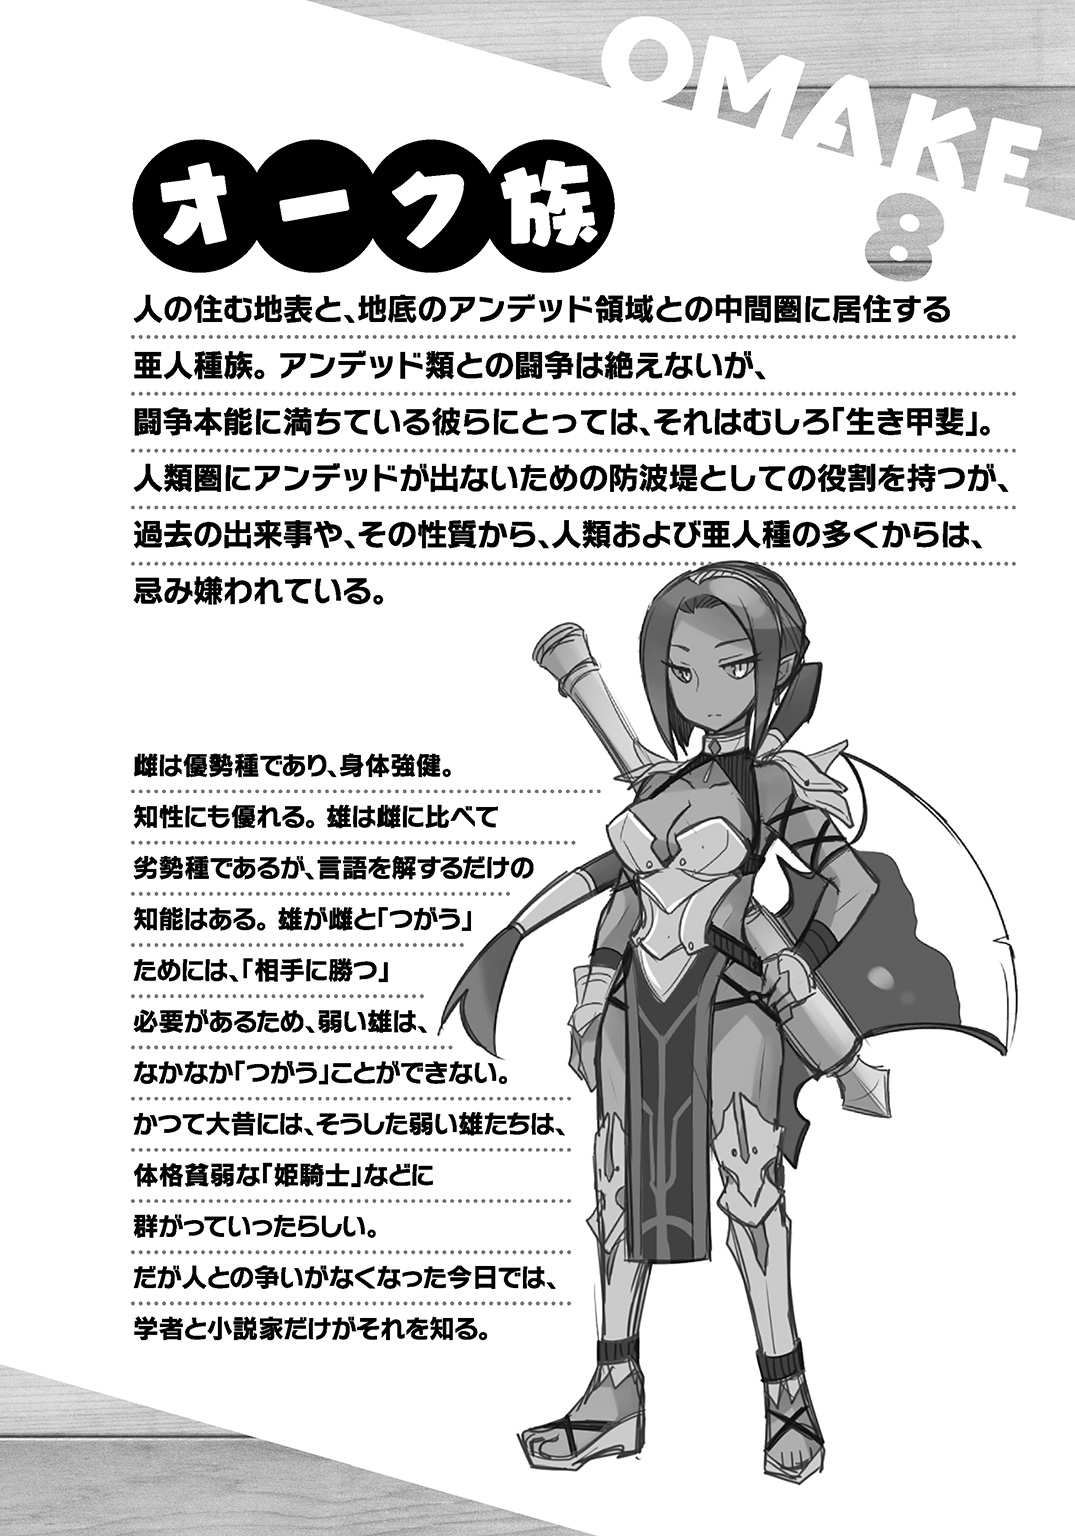 OMAKE
8
オーク族
人の住む地表と、地底のアンデッド領域との中間圏に居住する
亜人種族。アンデッド類との闘争は絶えないが、
闘争本能に満ちている彼らにとっては、それはむしろ「生き甲斐」。
人類圏にアンデッドが出ないための防波堤としての役割を持つが、
過去の出来事や、その性質から、人類および亜人種の多くからは、
忌み嫌われている。
雌は優勢種であり、身体強健。
知性にも優れる。雄は雌に比べて
劣勢種であるが、言語を解するだけの
知能はある。雄が雌と「つがう」
ためには、「相手に勝つ」
必要があるため、弱い雄は、
なかなか「つがう」ことができない。
かつて大昔には、そうした弱い雄たちは、
体格貧弱な「姫騎士」などに
群がっていったらしい。
だが人との争いがなくなった今日では、
学者と小説家だけがそれを知る。